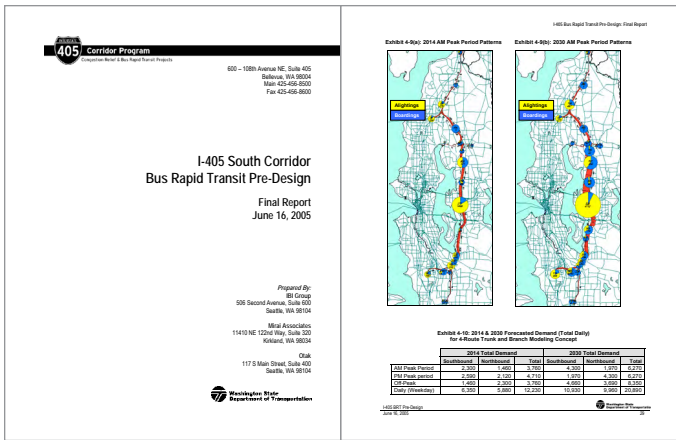 405 Corridor Program
Congestion Relief & Bus Rapid Transit Projects
600 – 108th Avenue NE, Suite 405
Bellevue, WA 98004
Main 425-456-8500
Fax 425-456-8600
I-405 South Corridor
Bus Rapid Transit Pre-Design
Final Report
June 16, 2005
Prepared By:
IBI Group
506 Second Avenue, Suite 600
Seattle, WA 98104
Mirai Associates
11410 NE 122nd Way, Suite 320
Kirkland, WA 98034
Otak
117 S Main Street, Suite 400
Seattle, WA 98104
Washington State
Department of Transportation
I-405 Bus Rapid Transit Pre-Design: Final Report
Exhibit 4-9(a): 2014 AM Peak Period Patterns
Exhibit 4-9(b): 2030 AM Peak Period Patterns
Alightings
Boardings
Alightings
Boardings
Exhibit 4-10: 2014 & 2030 Forecasted Demand (Total Daily)
for 4-Route Trunk and Branch Modeling Concept
2014 Total Demand 2030 Total Demand
Southbound Northbound Total Southbound Northbound Total
AM Peak Period 2,300 1,460 3,760 4,300 1,970 6,270
PM Peak period 2,590 2,120 4,710 1,970 4,300 6,270
Off-Peak 1,460 2,300 3,760 4,660 3,690 8,350
Daily (Weekday) 6,350 5,880 12,230 10,930 9,960 20,890
I-405 BRT Pre-Design
June 16, 2005
Washington State
Department of Transportation